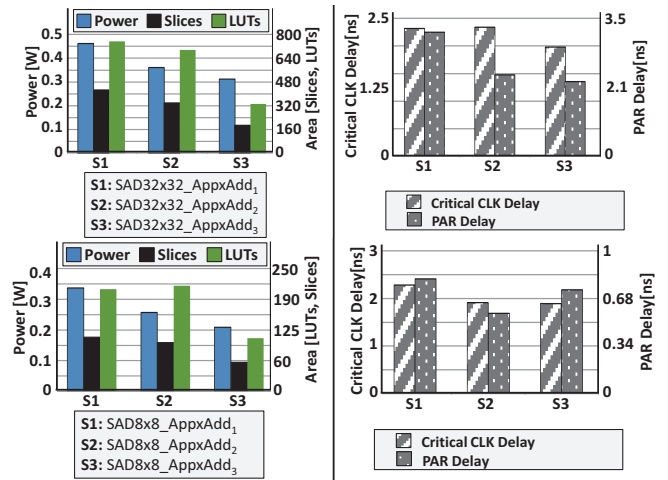 Power Slices LUTs
Power [W]
0.5
0.4
0.3
0.2
0.1
0
800
640
480
320
160
0
Area [Slices, LUTs]
S1 S2 S3
S1: SAD32x32_AppxAdd₁
S2: SAD32x32_AppxAdd₂
S3: SAD32x32_AppxAdd₃
Critical CLK Delay[ns]
2.5
1.25
0
3.5
2.1
0
PAR Delay[ns]
S1 S2 S3
Critical CLK Delay
PAR Delay
Power Slices LUTs
Power [W]
0.4
0.3
0.2
0.1
0
250
190
125
60
0
Area [LUTs, Slices]
S1 S2 S3
S1: SAD8x8_AppxAdd₁
S2: SAD8x8_AppxAdd₂
S3: SAD8x8_AppxAdd₃
Critical CLK Delay[ns]
3
2
1
0
1
0.68
0.34
0
PAR Delay[ns]
S1 S2 S3
Critical CLK Delay
PAR Delay